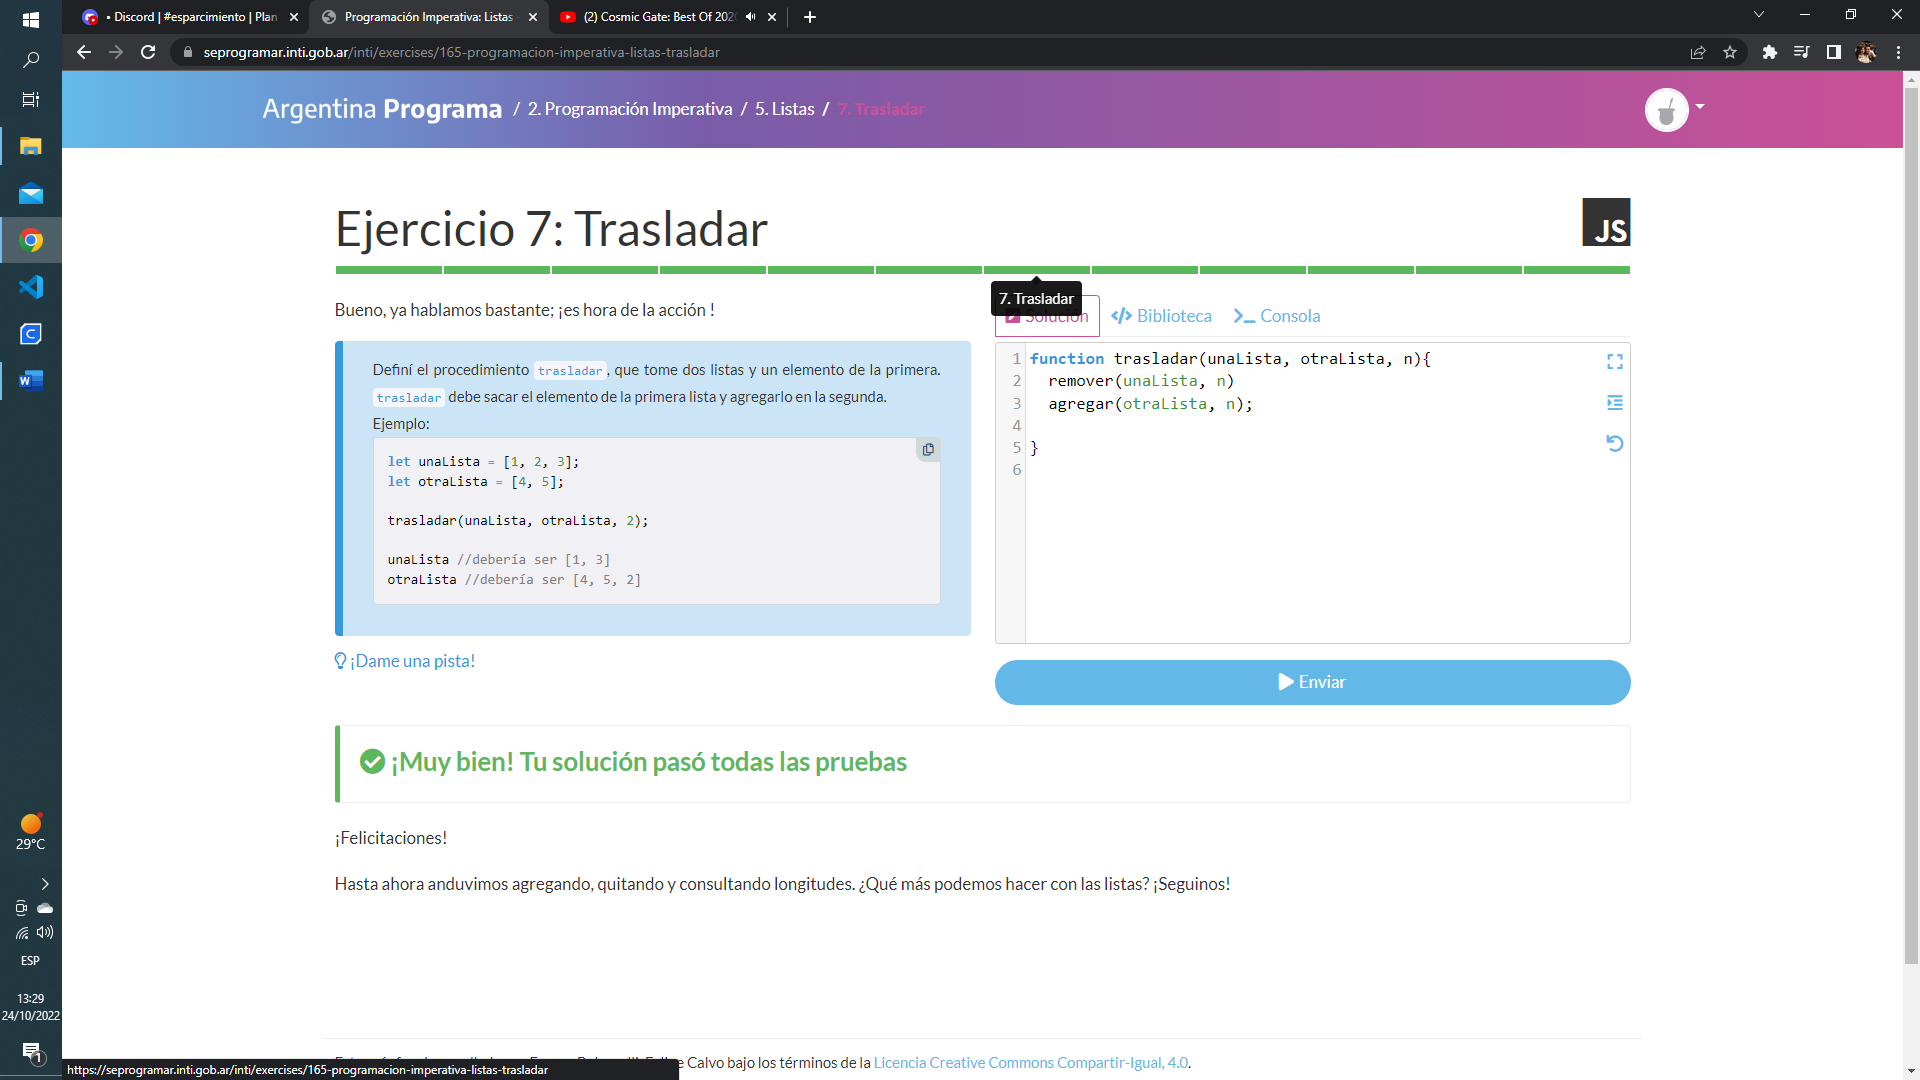 • Discord | #esparcimiento | Plan
Programación Imperativa: Listas
(2) Cosmic Gate: Best Of 202
seprogramar.inti.gob.ar/inti/exercises/165-programacion-imperativa-listas-trasladar
Argentina Programa / 2. Programación Imperativa / 5. Listas / 7. Trasladar
Ejercicio 7: Trasladar
JS
7. Trasladar
Bueno, ya hablamos bastante; ¡es hora de la acción !
Definí el procedimiento trasladar, que tome dos listas y un elemento de la primera.
trasladar debe sacar el elemento de la primera lista y agregarlo en la segunda.
Ejemplo:
let unaLista = [1, 2, 3];
let otraLista = [4, 5];
trasladar(unaLista, otraLista, 2);
unaLista //debería ser [1, 3]
otraLista //debería ser [4, 5, 2]
¡Dame una pista!
Solución
Biblioteca
Consola
1 function trasladar(unaLista, otraLista, n){
2 remover(unaLista, n)
3 agregar(otraLista, n);
4
5 }
6
Enviar
¡Muy bien! Tu solución pasó todas las pruebas
¡Felicitaciones!
Hasta ahora anduvimos agregando, quitando y consultando longitudes. ¿Qué más podemos hacer con las listas? ¡Seguinos!
Calvo bajo los términos de la Licencia Creative Commons Compartir-Igual, 4.0.
https://seprogramar.inti.gob.ar/inti/exercises/165-programacion-imperativa-listas-trasladar
29°C
ESP
13:29
24/10/2022
1